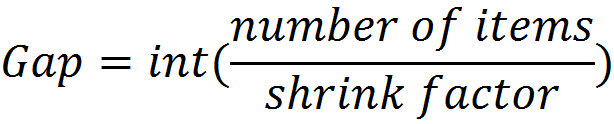 Gap = int(number of items / shrink factor)